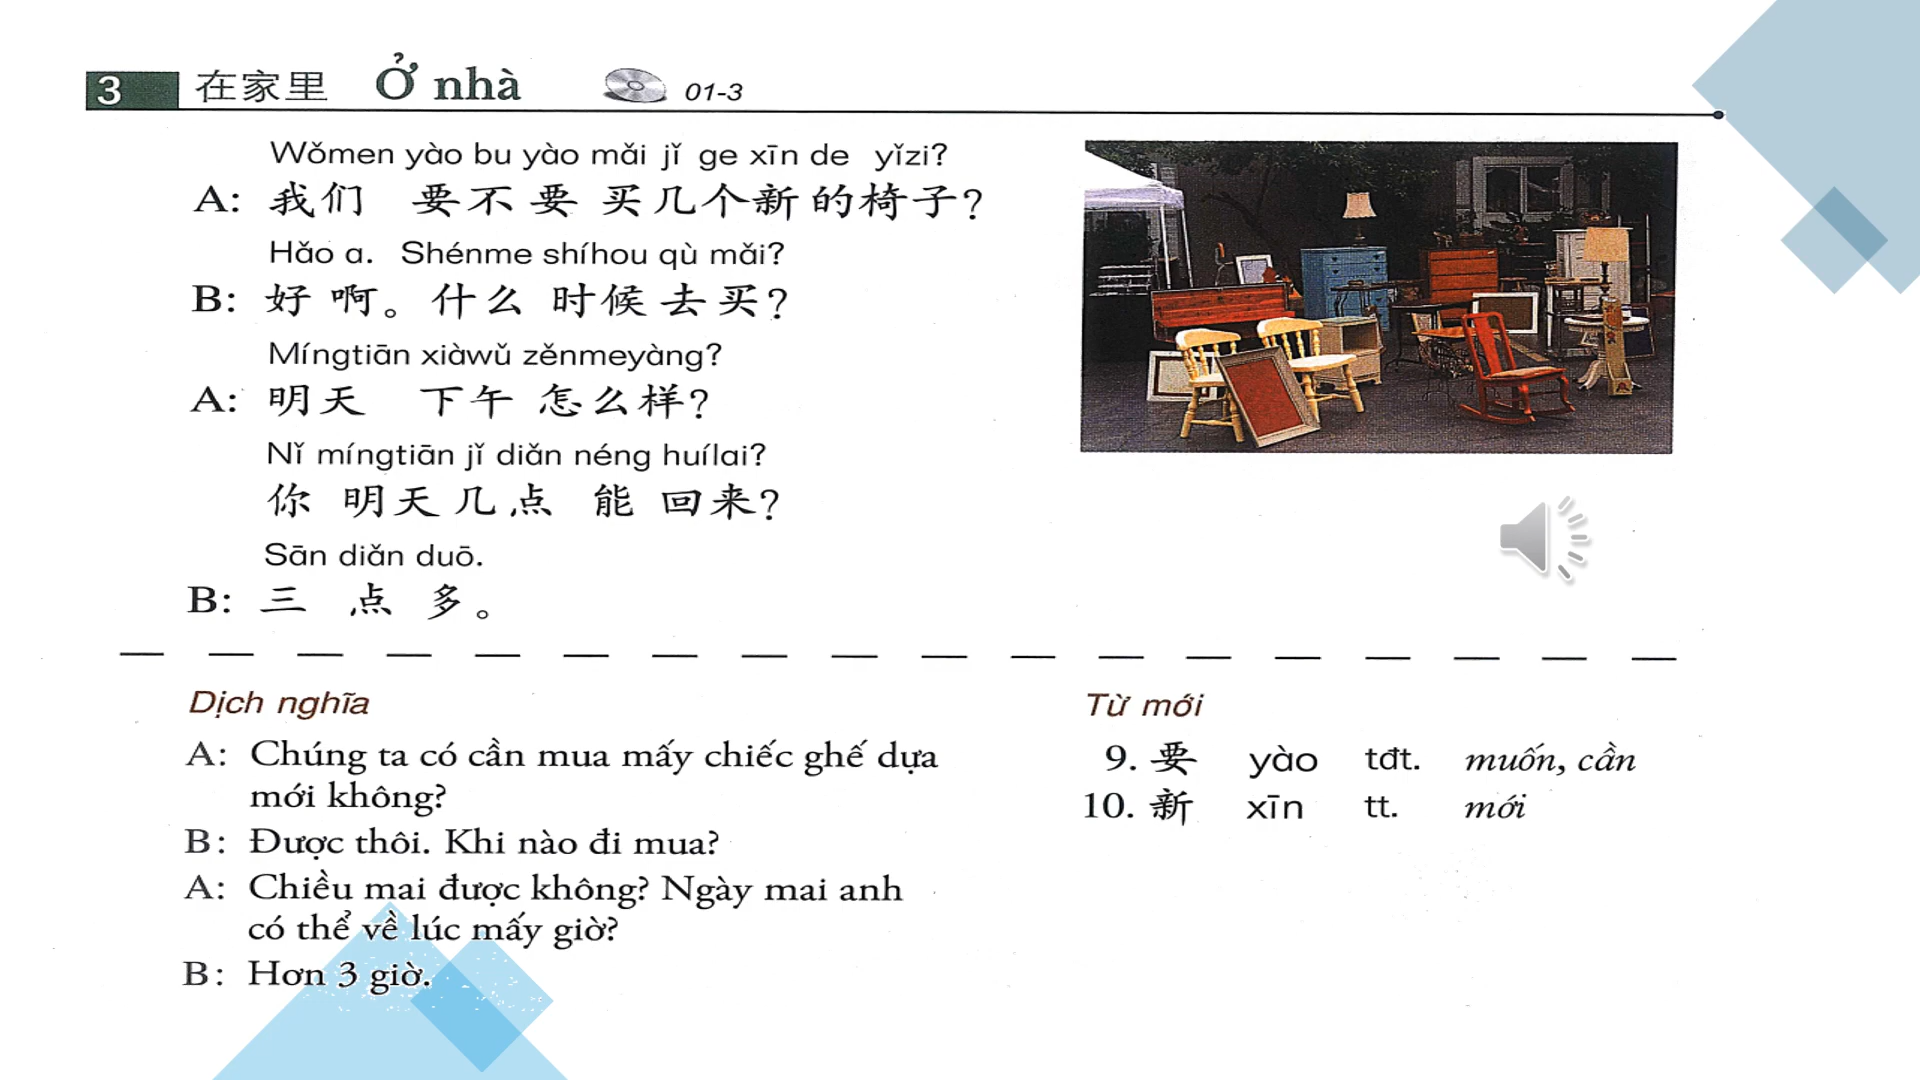 3 在家里 Ở nhà 01-3
Wǒmen yào bu yào mǎi jǐ ge xīn de yǐzi?
A: 我们 要不要 买几个新的椅子?
Hǎo a. Shénme shíhou qù mǎi?
B: 好啊。什么 时候去买?
Míngtiān xiàwǔ zěnmeyàng?
A: 明天 下午 怎么样?
Nǐ míngtiān jǐ diǎn néng huílai?
你 明天几点 能 回来?
Sān diǎn duō.
B: 三 点 多。
Dịch nghĩa
A: Chúng ta có cần mua mấy chiếc ghế dựa
mới không?
B: Được thôi. Khi nào đi mua?
A: Chiều mai được không? Ngày mai anh
có thể về lúc mấy giờ?
B: Hơn 3 giờ.
Từ mới
9. 要 yào tđt. muốn, cần
10. 新 xīn tt. mới